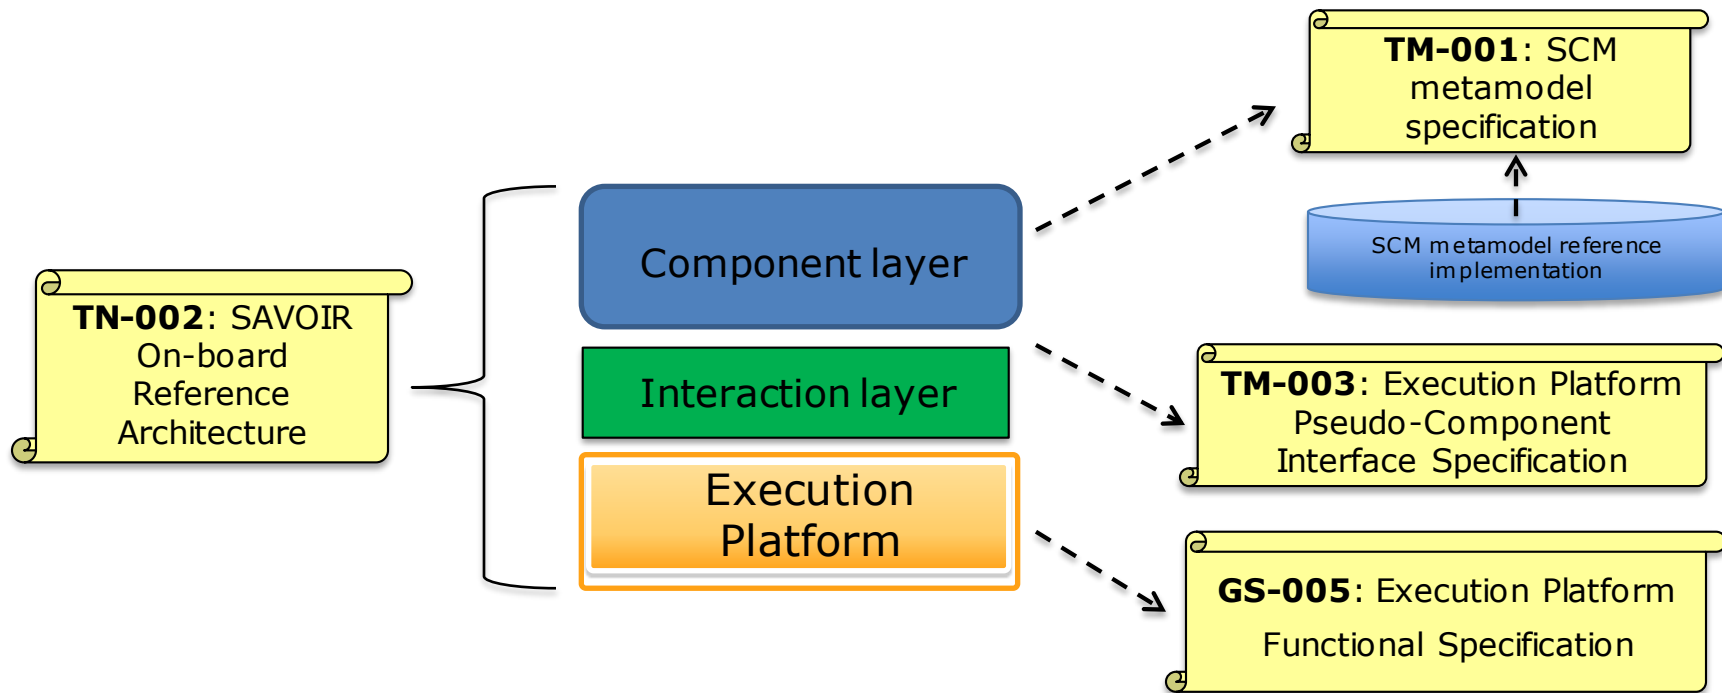 TN-002: SAVOIR
On-board
Reference
Architecture
Component layer
Interaction layer
Execution
Platform
TM-001: SCM
metamodel
specification
SCM metamodel reference
implementation
TM-003: Execution Platform
Pseudo-Component
Interface Specification
GS-005: Execution Platform
Functional Specification